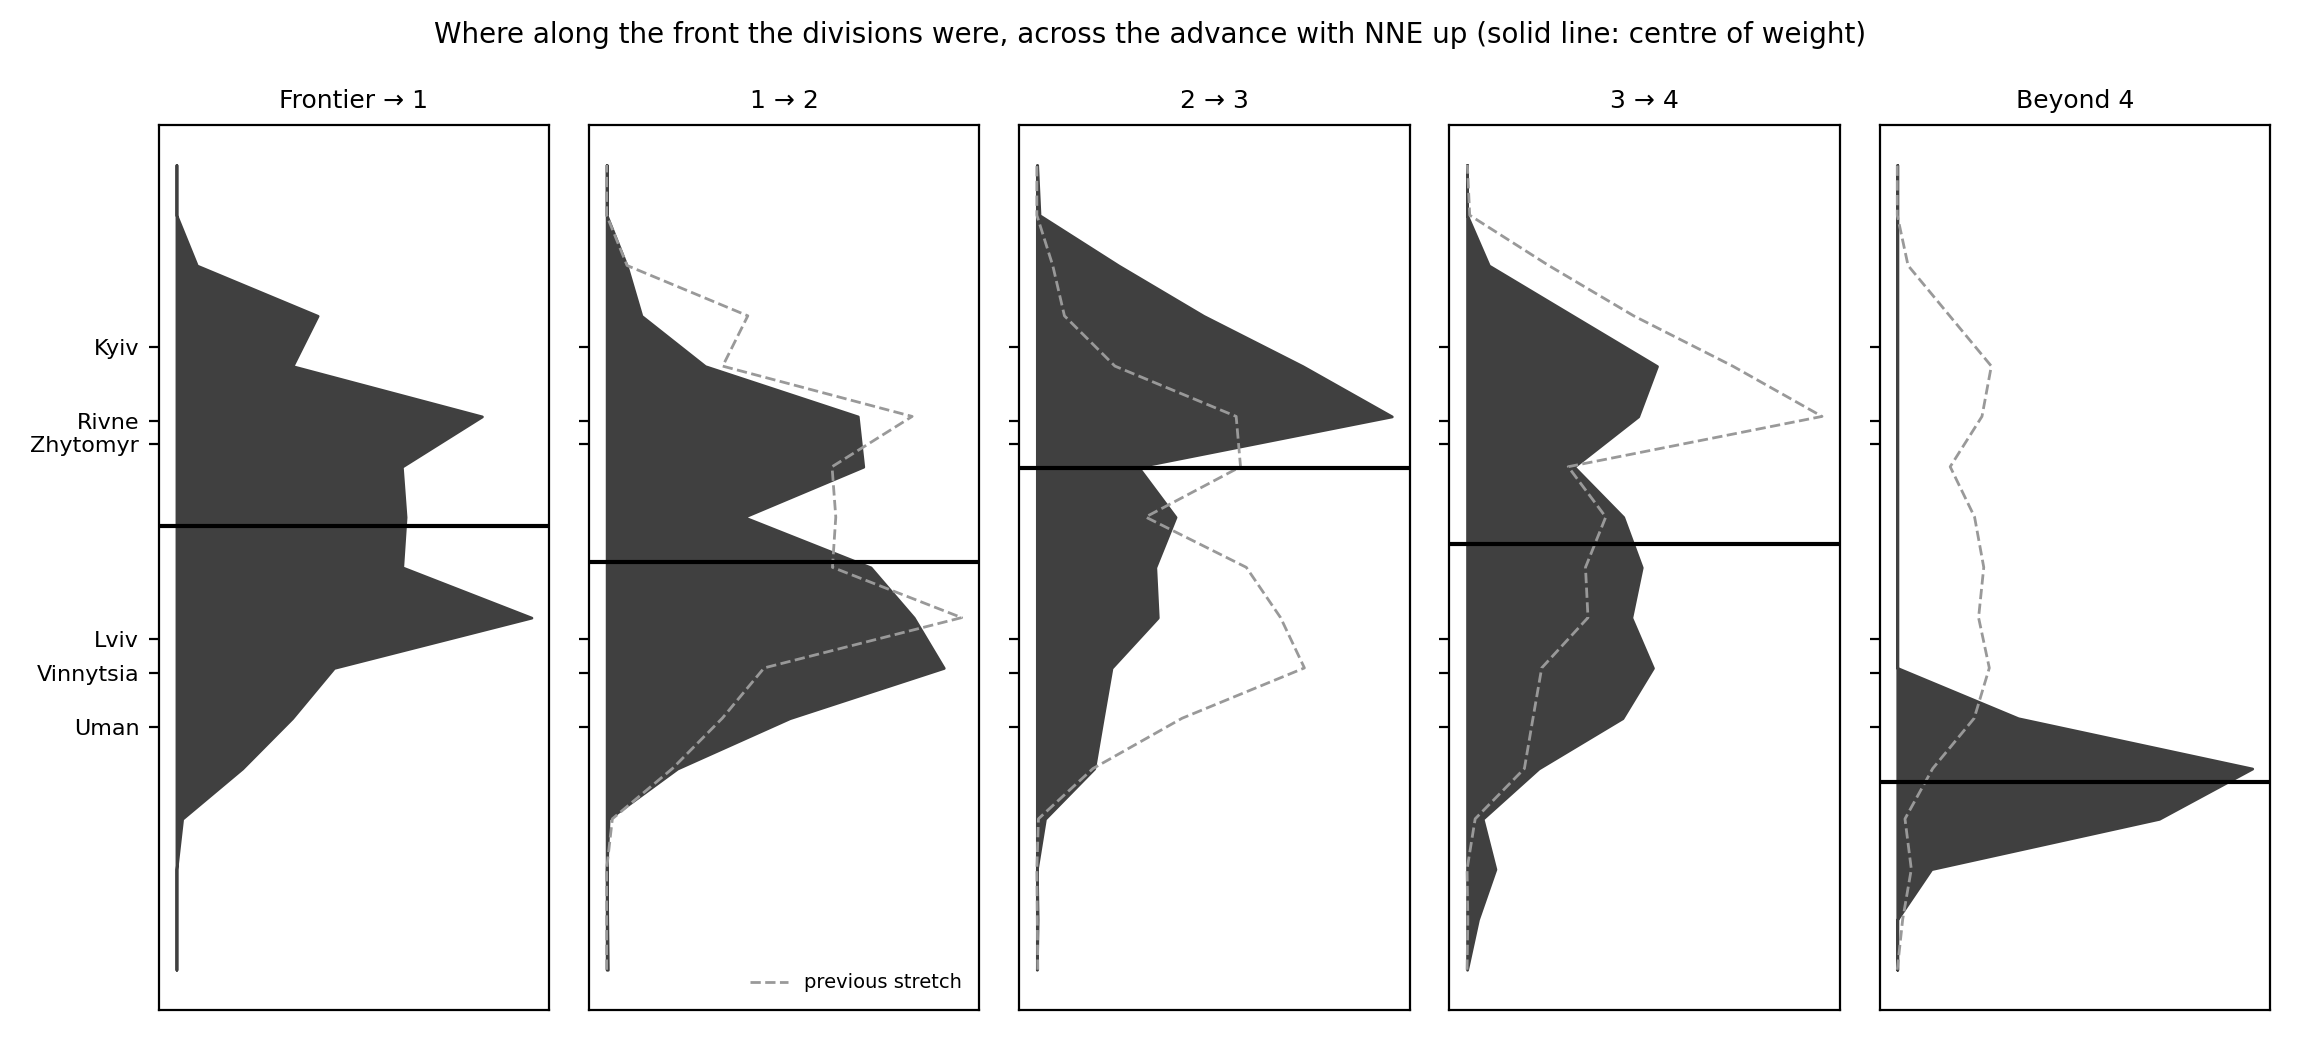 Where along the front the divisions were, across the advance with NNE up (solid line: centre of weight)
Frontier → 1
1 → 2
2 → 3
3 → 4
Beyond 4
Kyiv
Rivne
Zhytomyr
Lviv
Vinnytsia
Uman
previous stretch